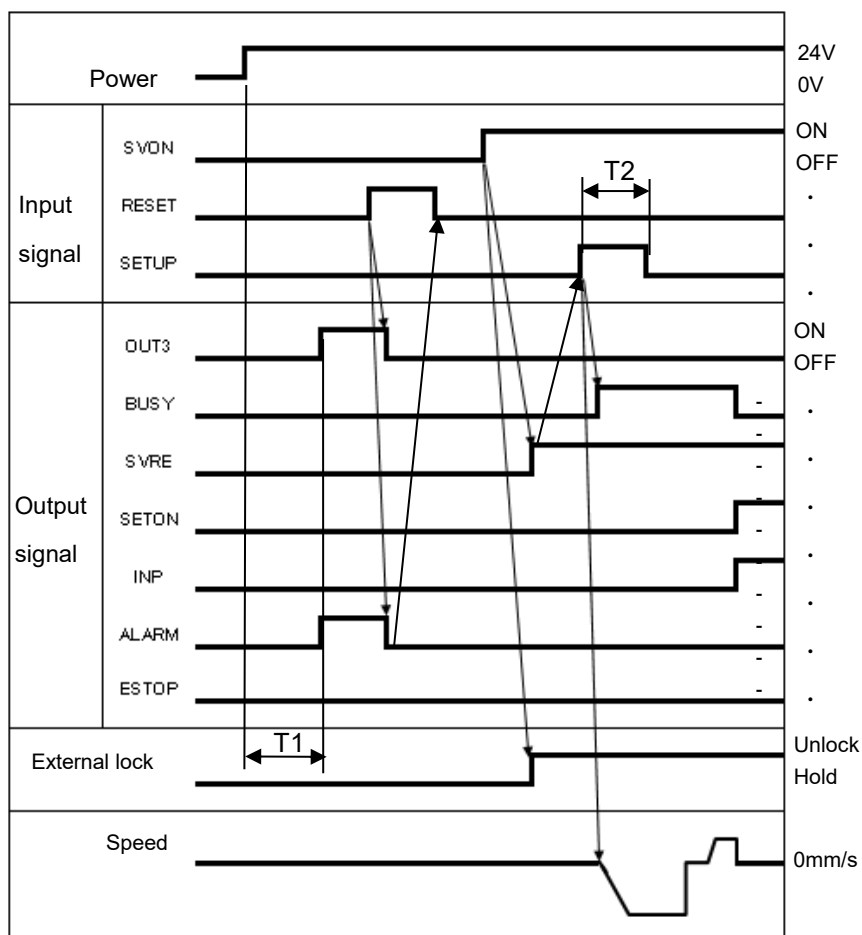 Power
24V
0V
Input
signal
SVON
ON
OFF
T2
RESET
SETUP
Output
signal
OUT3
ON
OFF
BUSY
SVRE
SETON
INP
ALARM
ESTOP
External lock
T1
Unlock
Hold
Speed
0mm/s